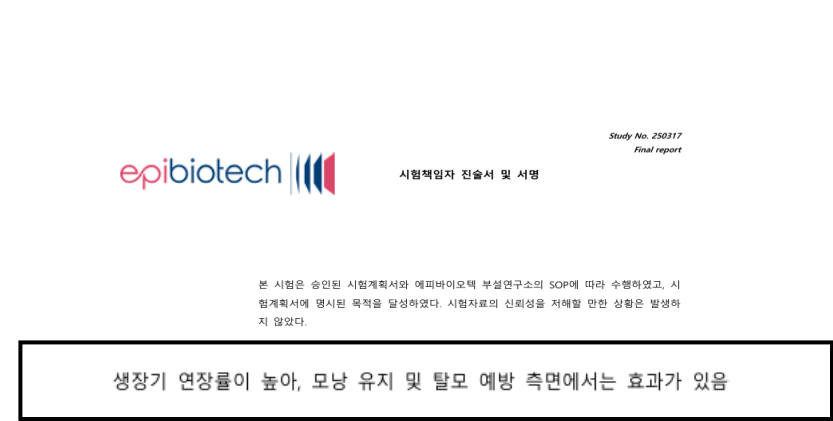 Study No. 250317
Final report
epibiotech
시험책임자 진술서 및 서명
본 시험은 승인된 시험계획서와 에피바이오텍 부설연구소의 SOP에 따라 수행하였고, 시
험계획서에 명시된 목적을 달성하였다. 시험자료의 신뢰성을 저해할 만한 상황은 발생하
지 않았다.
생장기 연장률이 높아, 모낭 유지 및 탈모 예방 측면에서는 효과가 있음